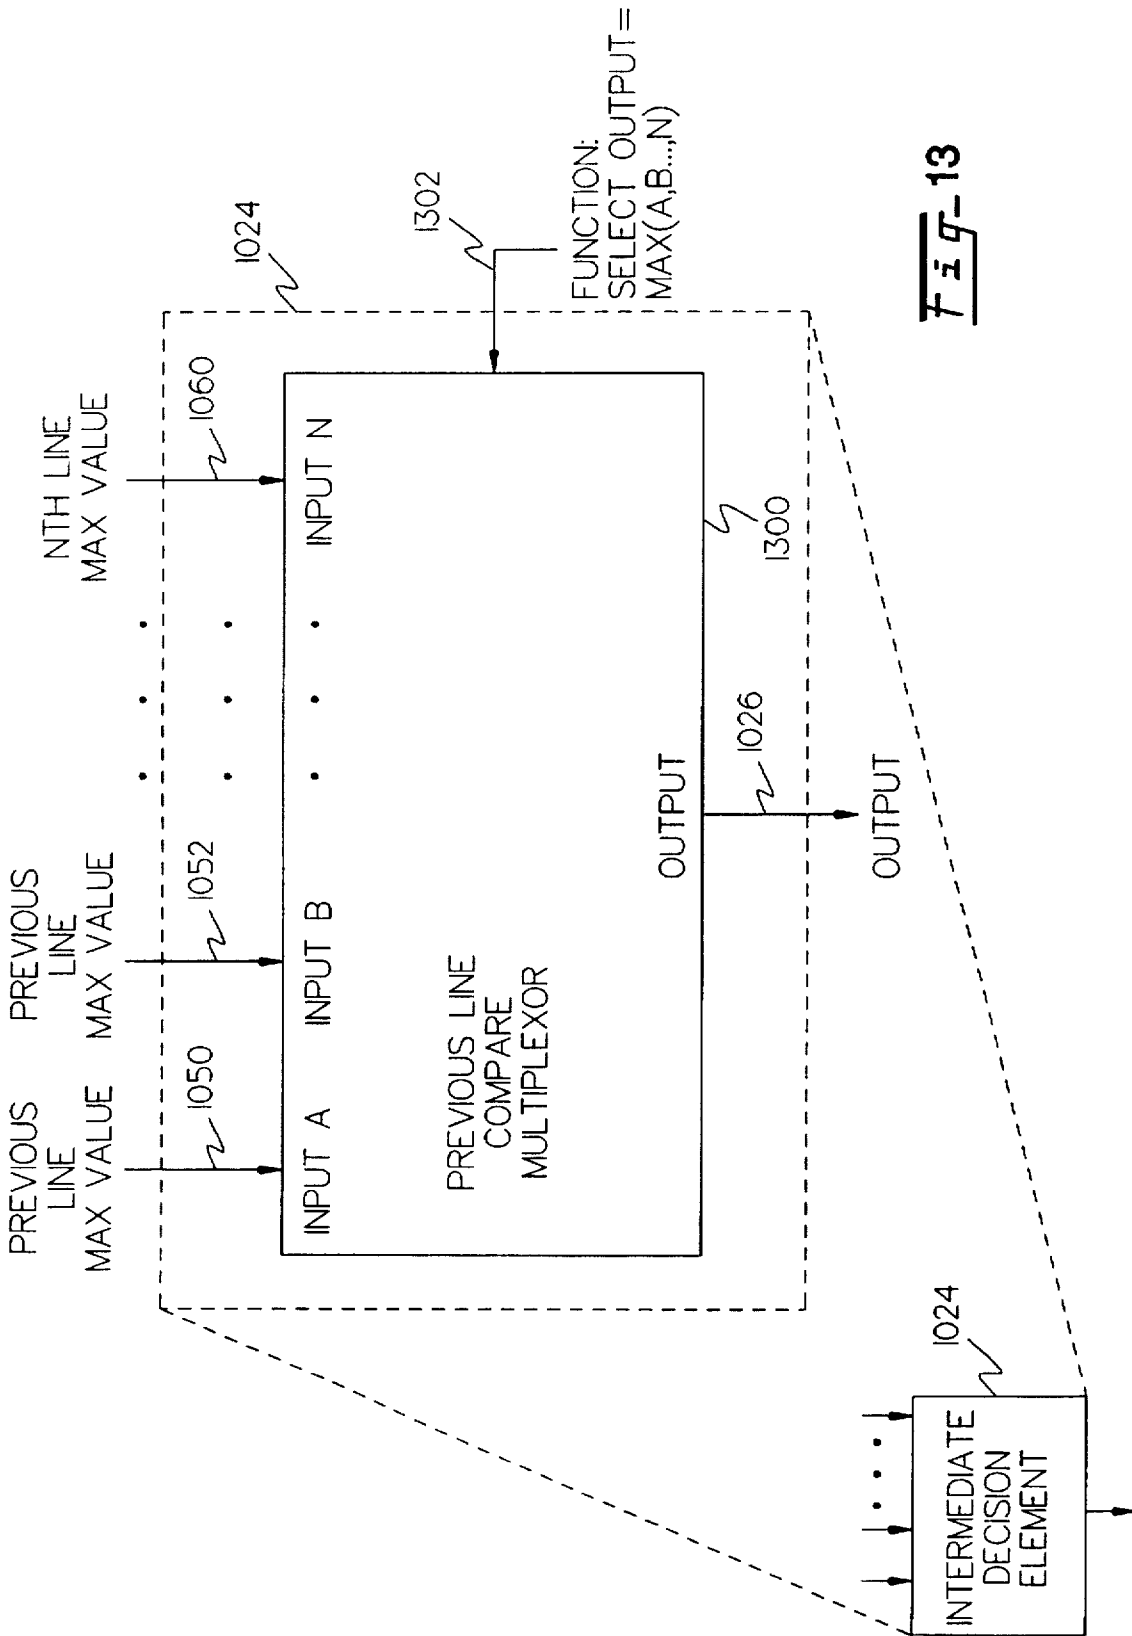 PREVIOUS
LINE
MAX VALUE
PREVIOUS
LINE
MAX VALUE
NTH LINE
MAX VALUE
1050
1052
1060
1024
INPUT A
INPUT B
INPUT N
1302
PREVIOUS LINE
COMPARE
MULTIPLEXOR
FUNCTION:
SELECT OUTPUT=
MAX(A,B...,N)
OUTPUT
1300
1026
OUTPUT
INTERMEDIATE
DECISION
ELEMENT
1024
Fig-13